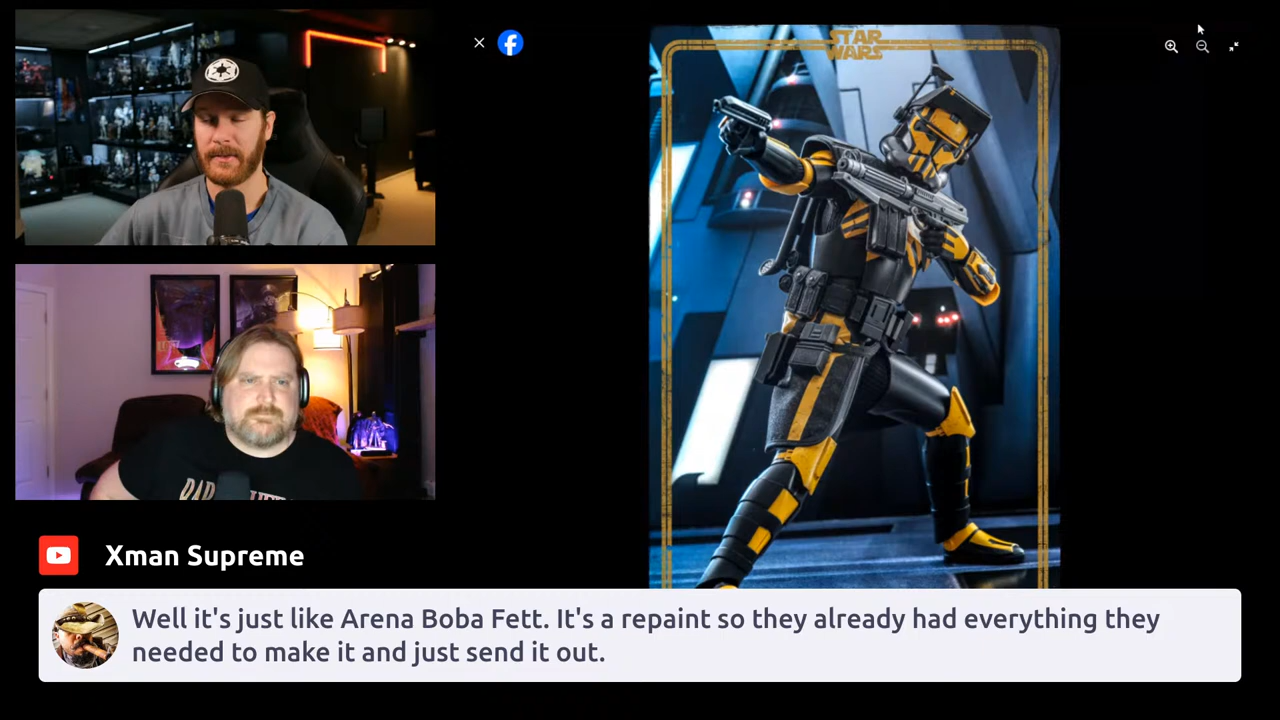 STAR
WARS
Xman Supreme
Well it's just like Arena Boba Fett. It's a repaint so they already had everything they
needed to make it and just send it out.